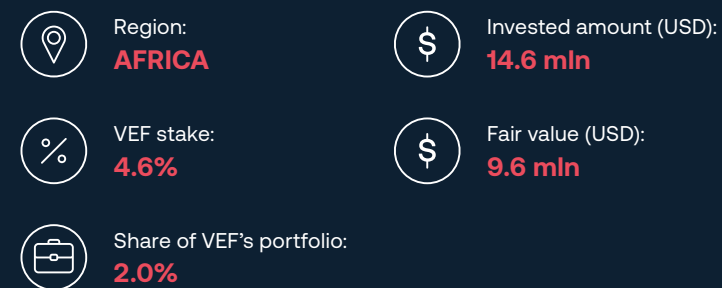 Region:
AFRICA
Invested amount (USD):
14.6 mln
VEF stake:
4.6%
Fair value (USD):
9.6 mln
Share of VEF's portfolio:
2.0%